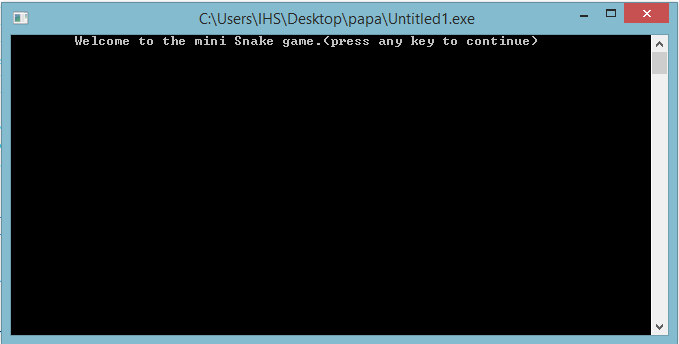 C:\Users\IHS\Desktop\papa\Untitled1.exe
Welcome to the mini Snake game.(press any key to continue)